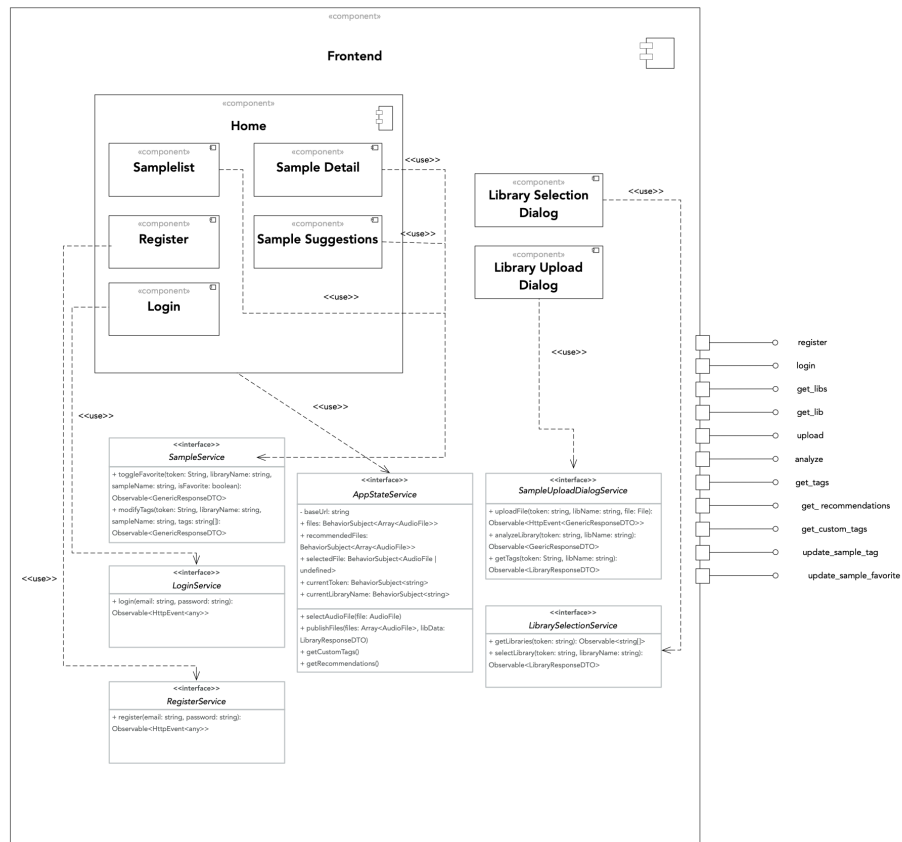 «component»
Frontend
«component»
Home
«component»
Samplelist
«component»
Sample Detail
<<use>>
«component»
Register
«component»
Sample Suggestions
<<use>>
«component»
Login
<<use>>
«component»
Library Selection
Dialog
<<use>>
«component»
Library Upload
Dialog
<<use>>
<<use>>
<<use>>
<<use>>
<<interface>>
SampleService
+ toggleFavorite(token: String, libraryName: string,
sampleName: string, isFavorite: boolean):
Observable<GenericResponseDTO>
+ modifyTags(token: String, libraryName: string,
sampleName: string, tags: string[]):
Observable<GenericResponseDTO>
<<interface>>
LoginService
+ login(email: string, password: string):
Observable<HttpEvent<any>>
<<interface>>
RegisterService
+ register(email: string, password: string):
Observable<HttpEvent<any>>
<<interface>>
AppStateService
- baseUrl: string
+ files: BehaviorSubject<Array<AudioFile>>
+ recommendedFiles:
BehaviorSubject<Array<AudioFile>>
+ selectedFile: BehaviorSubject<AudioFile |
undefined>
+ currentToken: BehaviorSubject<string>
+ currentLibraryName: BehaviorSubject<string>
+ selectAudioFile(file: AudioFile)
+ publishFiles(files: Array<AudioFile>, libData:
LibraryResponseDTO)
+ getCustomTags()
+ getRecommendations()
<<interface>>
SampleUploadDialogService
+ uploadFile(token: string, libName: string, file: File):
Observable<HttpEvent<GenericResponseDTO>>
+ analyzeLibrary(token: String, libName: string):
Observable<GeericResponseDTO>
+ getTags(token: String, libName: string):
Observable<LibraryResponseDTO>
<<interface>>
LibrarySelectionService
+ getLibraries(token: string): Observable<string[]>
+ selectLibrary(token: string, libraryName: string):
Observable<LibraryResponseDTO>
register
login
get_libs
get_lib
upload
analyze
get_tags
get_ recommendations
get_custom_tags
update_sample_tag
update_sample_favorite